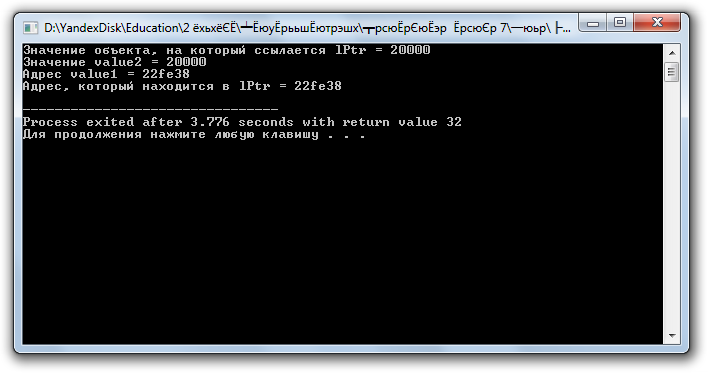 D:\YandexDisk\Education\2 ёхьхёЄЁ\┴ЁюуЁрььшЁютрэшх\┬рсюЁрЄюЁэр  ЁрсюЄр 7\—юьр\ ├-...
Значение объекта, на который ссылается lPtr = 20000
Значение value2 = 20000
Адрес value1 = 22fe38
Адрес, который находится в lPtr = 22fe38
--------------------------------
Process exited after 3.776 seconds with return value 32
Для продолжения нажмите любую клавишу . . .